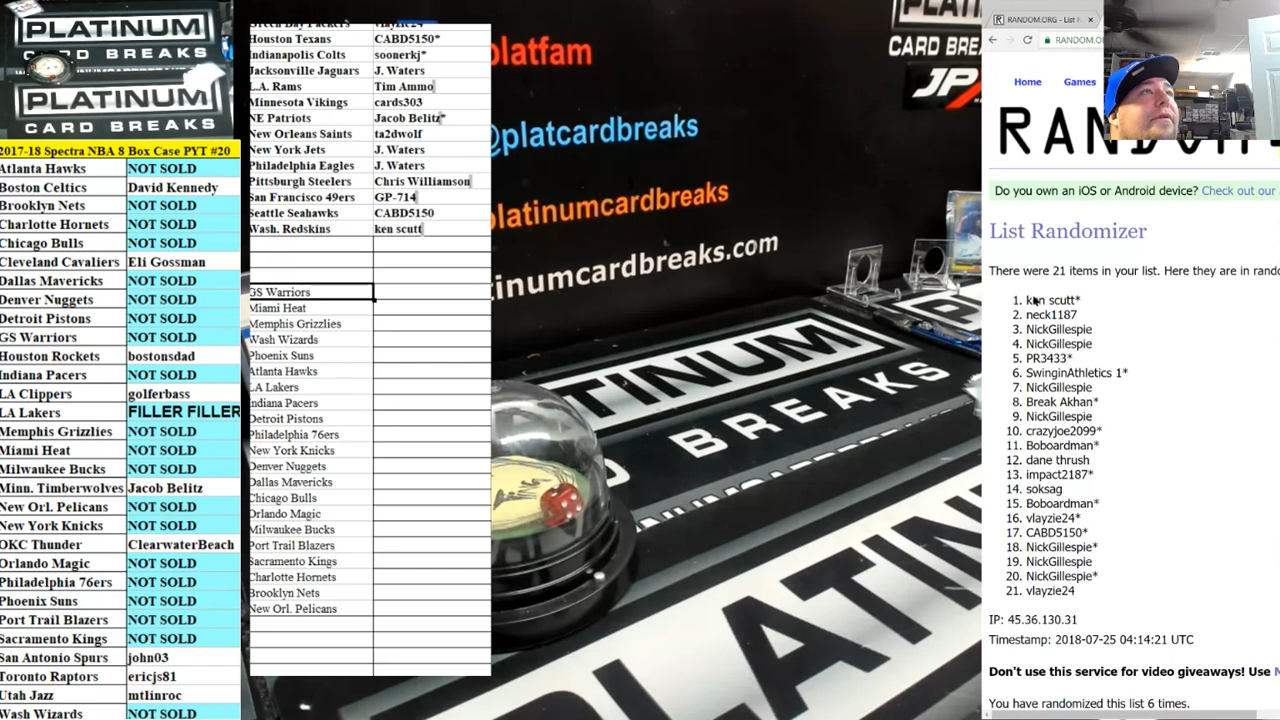 PLATINUM
CARD BREAKS
PLATINUM
CARD BREAKS
2017-18 Spectra NBA 8 Box Case PYT #20
Atlanta Hawks NOT SOLD
Boston Celtics David Kennedy
Brooklyn Nets NOT SOLD
Charlotte Hornets NOT SOLD
Chicago Bulls NOT SOLD
Cleveland Cavaliers Eli Gossman
Dallas Mavericks NOT SOLD
Denver Nuggets NOT SOLD
Detroit Pistons NOT SOLD
GS Warriors NOT SOLD
Houston Rockets bostonsdad
Indiana Pacers NOT SOLD
LA Clippers golferbass
LA Lakers FILLER FILLER
Memphis Grizzlies NOT SOLD
Miami Heat NOT SOLD
Milwaukee Bucks NOT SOLD
Minn. Timberwolves Jacob Belitz
New Orl. Pelicans NOT SOLD
New York Knicks NOT SOLD
OKC Thunder ClearwaterBeach
Orlando Magic NOT SOLD
Philadelphia 76ers NOT SOLD
Phoenix Suns NOT SOLD
Port Trail Blazers NOT SOLD
Sacramento Kings NOT SOLD
San Antonio Spurs john03
Toronto Raptors ericjs81
Utah Jazz mtlinroc
Wash Wizards NOT SOLD
Green Bay Packers vlayzie24
Houston Texans CABD5150*
Indianapolis Colts soonerkj*
Jacksonville Jaguars J. Waters
L.A. Rams Tim Ammo
Minnesota Vikings cards303
NE Patriots Jacob Belitz*
New Orleans Saints ta2dwolf
New York Jets J. Waters
Philadelphia Eagles J. Waters
Pittsburgh Steelers Chris Williamson
San Francisco 49ers GP-714
Seattle Seahawks CABD5150
Wash. Redskins ken scutt
GS Warriors
Miami Heat
Memphis Grizzlies
Wash Wizards
Phoenix Suns
Atlanta Hawks
LA Lakers
Indiana Pacers
Detroit Pistons
Philadelphia 76ers
New York Knicks
Denver Nuggets
Dallas Mavericks
Chicago Bulls
Orlando Magic
Milwaukee Bucks
Port Trail Blazers
Sacramento Kings
Charlotte Hornets
Brooklyn Nets
New Orl. Pelicans
platfam
@platcardbreaks
latinumcardbreaks
inumcardbreaks.com
PLATIN
CARD BREA
JP
TINUM
BREAKS
PLATIN
RANDOM.ORG - List R
RANDOM.O
Home Games
RAND
Do you own an iOS or Android device? Check out our
List Randomizer
There were 21 items in your list. Here they are in rando
1. ken scutt*
2. neck1187
3. NickGillespie
4. NickGillespie
5. PR3433*
6. SwinginAthletics 1*
7. NickGillespie
8. Break Akhan*
9. NickGillespie
10. crazyjoe2099*
11. Boboardman*
12. dane thrush
13. impact2187*
14. soksag
15. Boboardman*
16. vlayzie24*
17. CABD5150*
18. NickGillespie*
19. NickGillespie
20. NickGillespie*
21. vlayzie24
IP: 45.36.130.31
Timestamp: 2018-07-25 04:14:21 UTC
Don't use this service for video giveaways! Use
You have randomized this list 6 times.